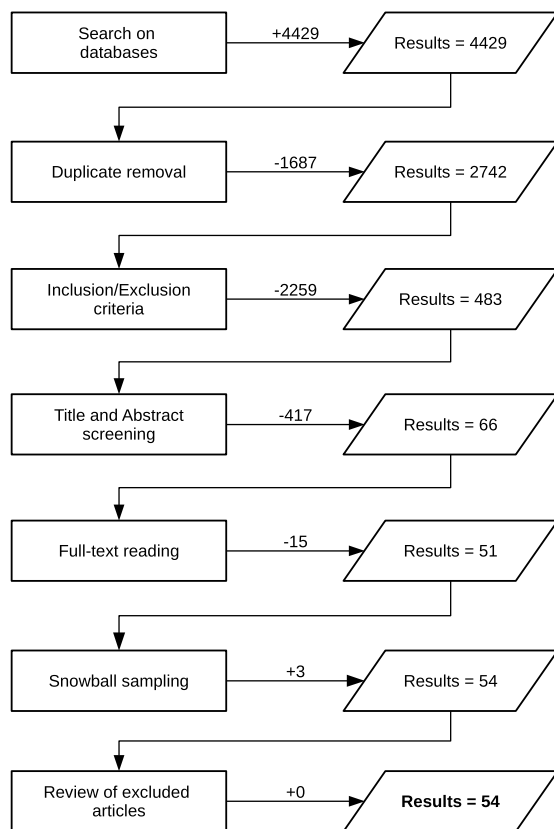 Search on
databases
+4429
Results = 4429
Duplicate removal
-1687
Results = 2742
Inclusion/Exclusion
criteria
-2259
Results = 483
Title and Abstract
screening
-417
Results = 66
Full-text reading
-15
Results = 51
Snowball sampling
+3
Results = 54
Review of excluded
articles
+0
Results = 54